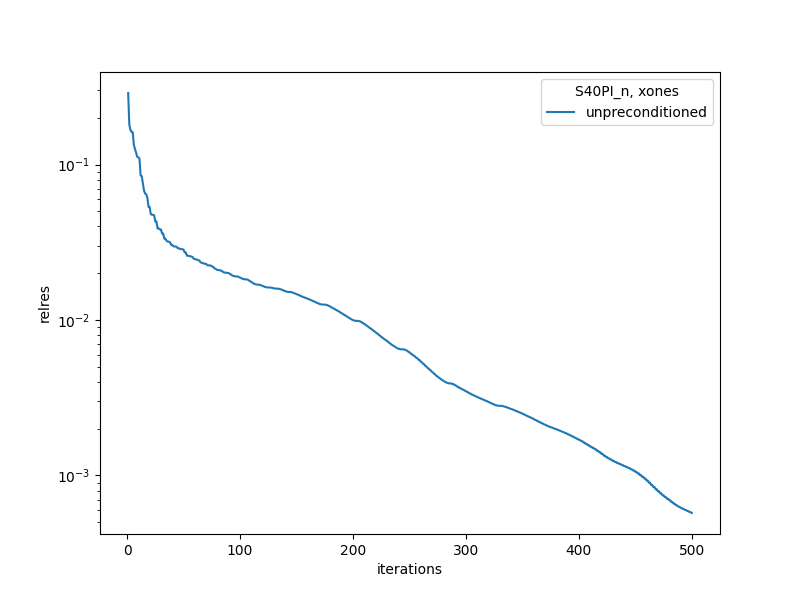 S40PI_n, xones
unpreconditioned
10⁻¹
10⁻²
10⁻³
relres
0 100 200 300 400 500
iterations